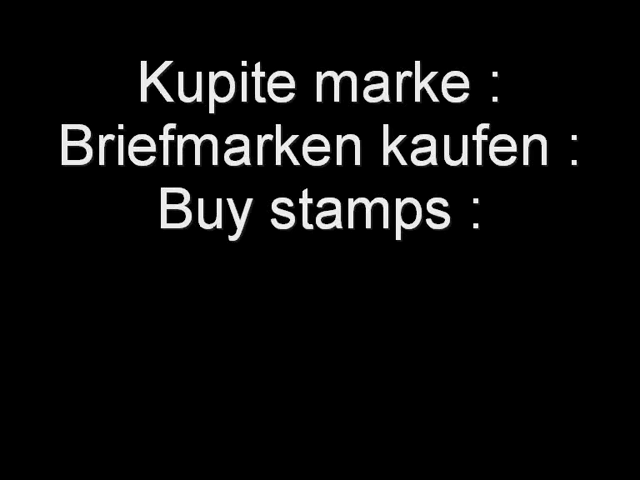 Kupite marke :
Briefmarken kaufen :
Buy stamps :